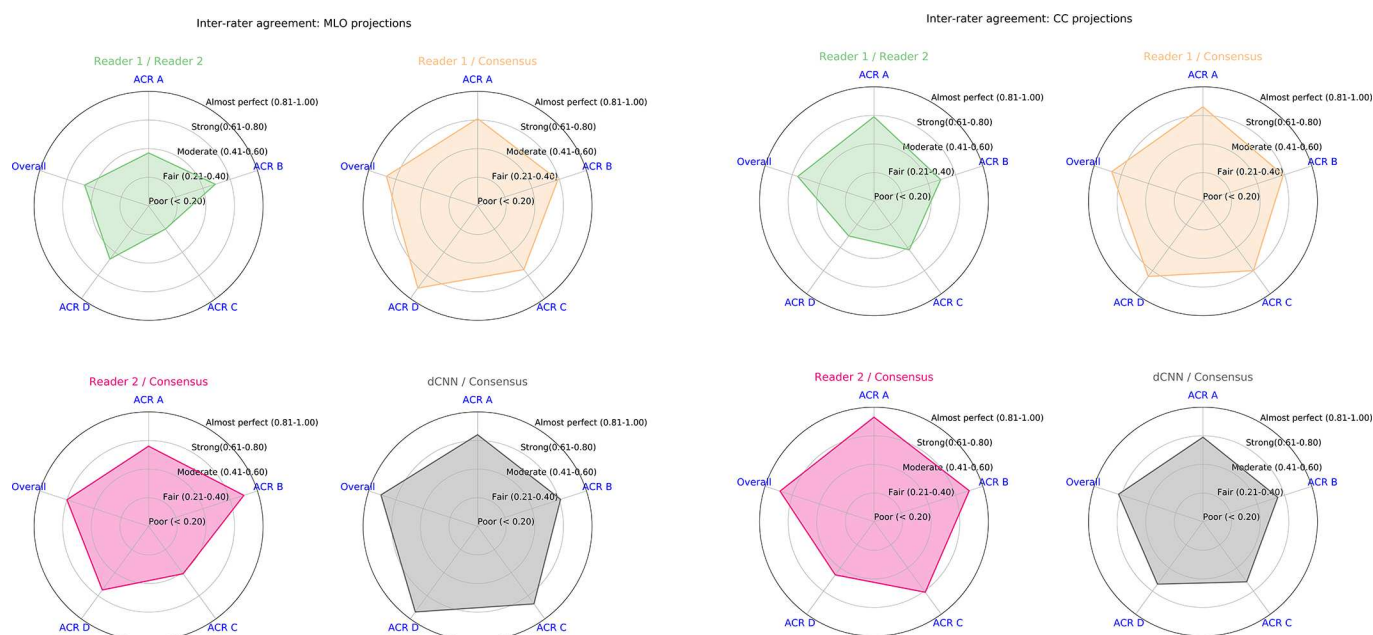 Inter-rater agreement: MLO projections
Reader 1 / Reader 2
ACR A
Almost perfect (0.81-1.00)
Strong(0.61-0.80)
Moderate (0.41-0.60)
Overall
ACR B
Fair (0.21-0.40)
Poor (< 0.20)
ACR D
ACR C
Reader 1 / Consensus
ACR A
Almost perfect (0.81-1.00)
Strong(0.61-0.80)
Moderate (0.41-0.60)
Overall
ACR B
Fair (0.21-0.40)
Poor (< 0.20)
ACR D
ACR C
Reader 2 / Consensus
ACR A
Almost perfect (0.81-1.00)
Strong(0.61-0.80)
Moderate (0.41-0.60)
Overall
ACR B
Fair (0.21-0.40)
Poor (< 0.20)
ACR D
ACR C
dCNN / Consensus
ACR A
Almost perfect (0.81-1.00)
Strong(0.61-0.80)
Moderate (0.41-0.60)
Overall
ACR B
Fair (0.21-0.40)
Poor (< 0.20)
ACR D
ACR C
Inter-rater agreement: CC projections
Reader 1 / Reader 2
ACR A
Almost perfect (0.81-1.00)
Strong(0.61-0.80)
Moderate (0.41-0.60)
Overall
ACR B
Fair (0.21-0.40)
Poor (< 0.20)
ACR D
ACR C
Reader 1 / Consensus
ACR A
Almost perfect (0.81-1.00)
Strong(0.61-0.80)
Moderate (0.41-0.60)
Overall
ACR B
Fair (0.21-0.40)
Poor (< 0.20)
ACR D
ACR C
Reader 2 / Consensus
ACR A
Almost perfect (0.81-1.00)
Strong(0.61-0.80)
Moderate (0.41-0.60)
Overall
ACR B
Fair (0.21-0.40)
Poor (< 0.20)
ACR D
ACR C
dCNN / Consensus
ACR A
Almost perfect (0.81-1.00)
Strong(0.61-0.80)
Moderate (0.41-0.60)
Overall
ACR B
Fair (0.21-0.40)
Poor (< 0.20)
ACR D
ACR C